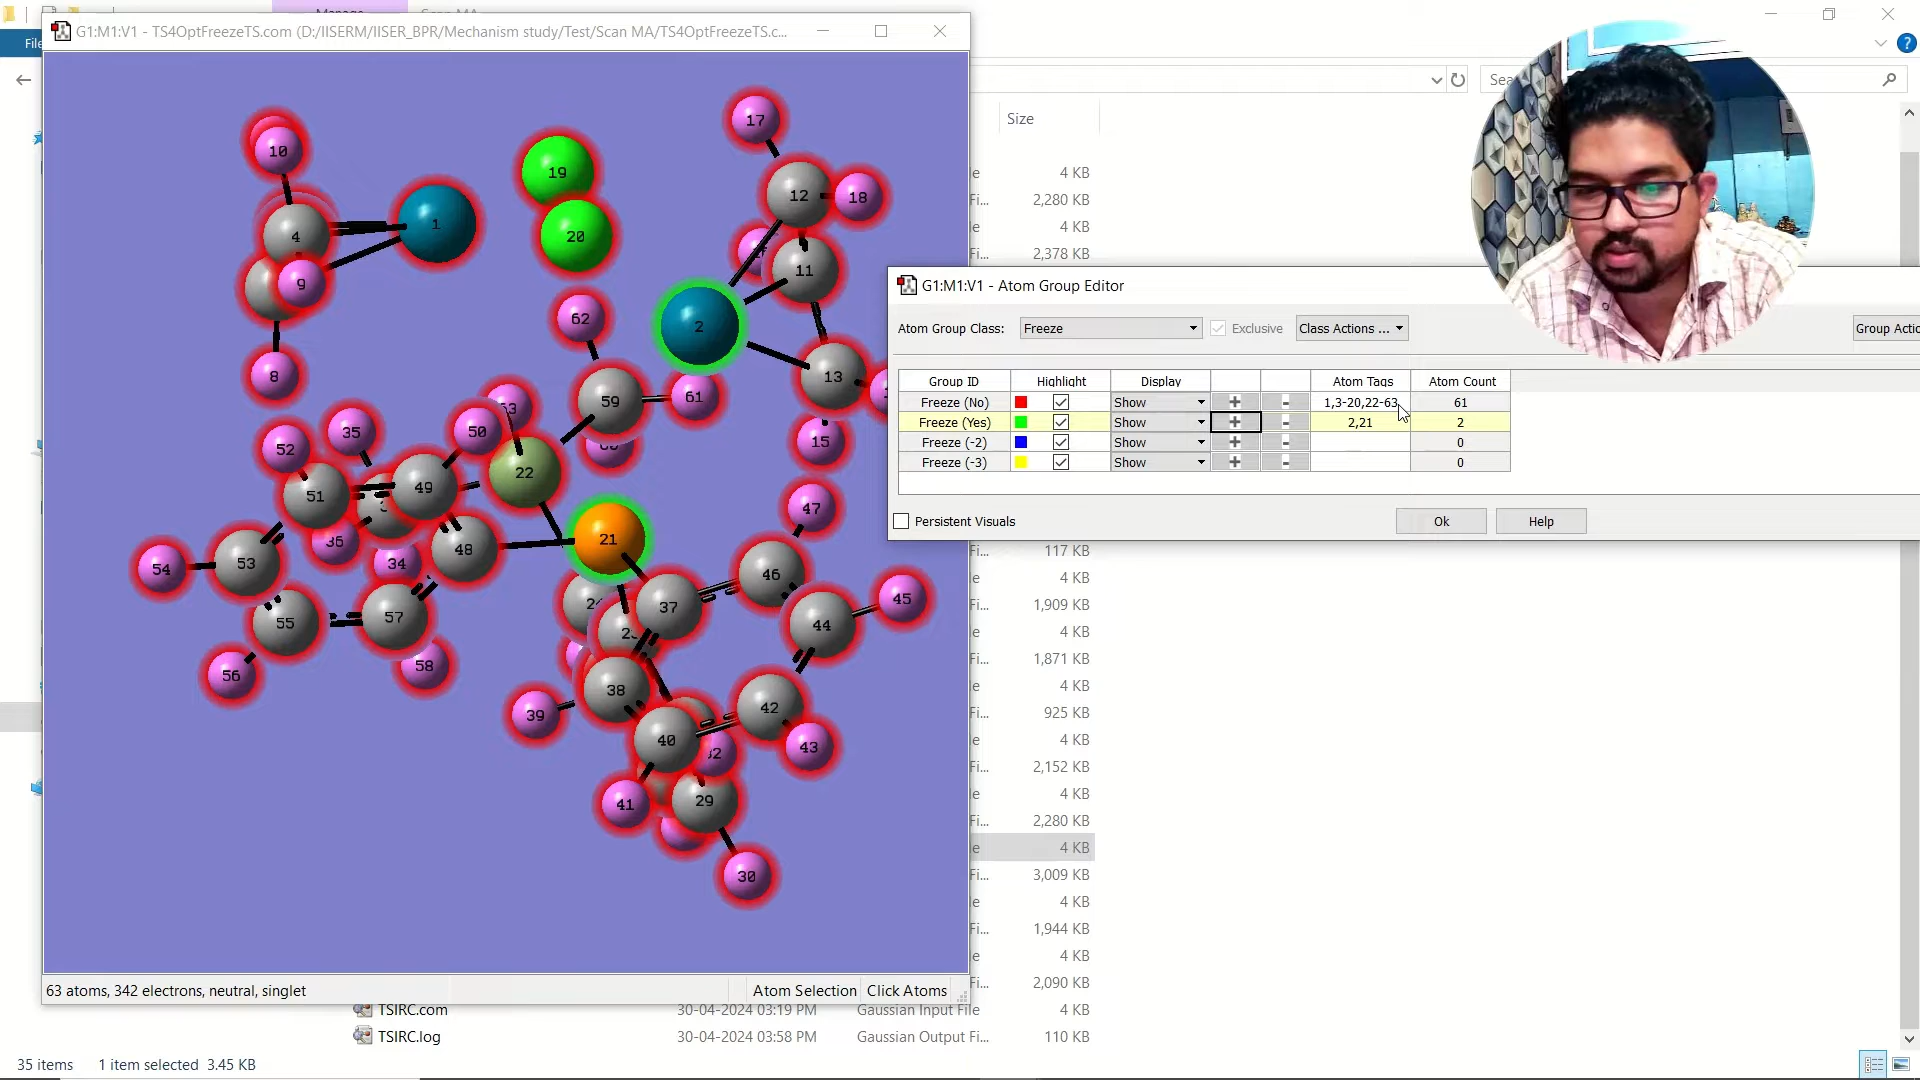 G1:M1:V1 - TS4OptFreezeTS.com (D:/IISERM/IISER_BPR/Mechanism study/Test/Scan MA/TS4OptFreezeTS.c...
File
Size
4 KB
2,280 KB
4 KB
2,378 KB
G1:M1:V1 - Atom Group Editor
Atom Group Class:
Freeze
Exclusive
Class Actions ...
Group ID
Highlight
Display
Atom Tags
Atom Count
Freeze (No)
Show
+
-
1,3-20,22-63
61
Freeze (Yes)
Show
+
-
2,21
2
Freeze (-2)
Show
+
-
0
Freeze (-3)
Show
+
-
0
Persistent Visuals
Ok
Help
17
10
12
18
19
1
4
20
11
9
62
2
8
13
59
61
15
35
50
52
22
49
51
47
21
36
48
53
54
34
46
37
45
57
44
55
58
56
38
42
39
40
43
41
29
30
117 KB
4 KB
1,909 KB
4 KB
1,871 KB
4 KB
925 KB
4 KB
2,152 KB
4 KB
2,280 KB
4 KB
3,009 KB
4 KB
1,944 KB
4 KB
2,090 KB
63 atoms, 342 electrons, neutral, singlet
Atom Selection
Click Atoms
TSIRC.com
30-04-2024 03:19 PM
Gaussian Input File
4 KB
TSIRC.log
30-04-2024 03:58 PM
Gaussian Output Fi...
110 KB
35 items
1 item selected 3.45 KB